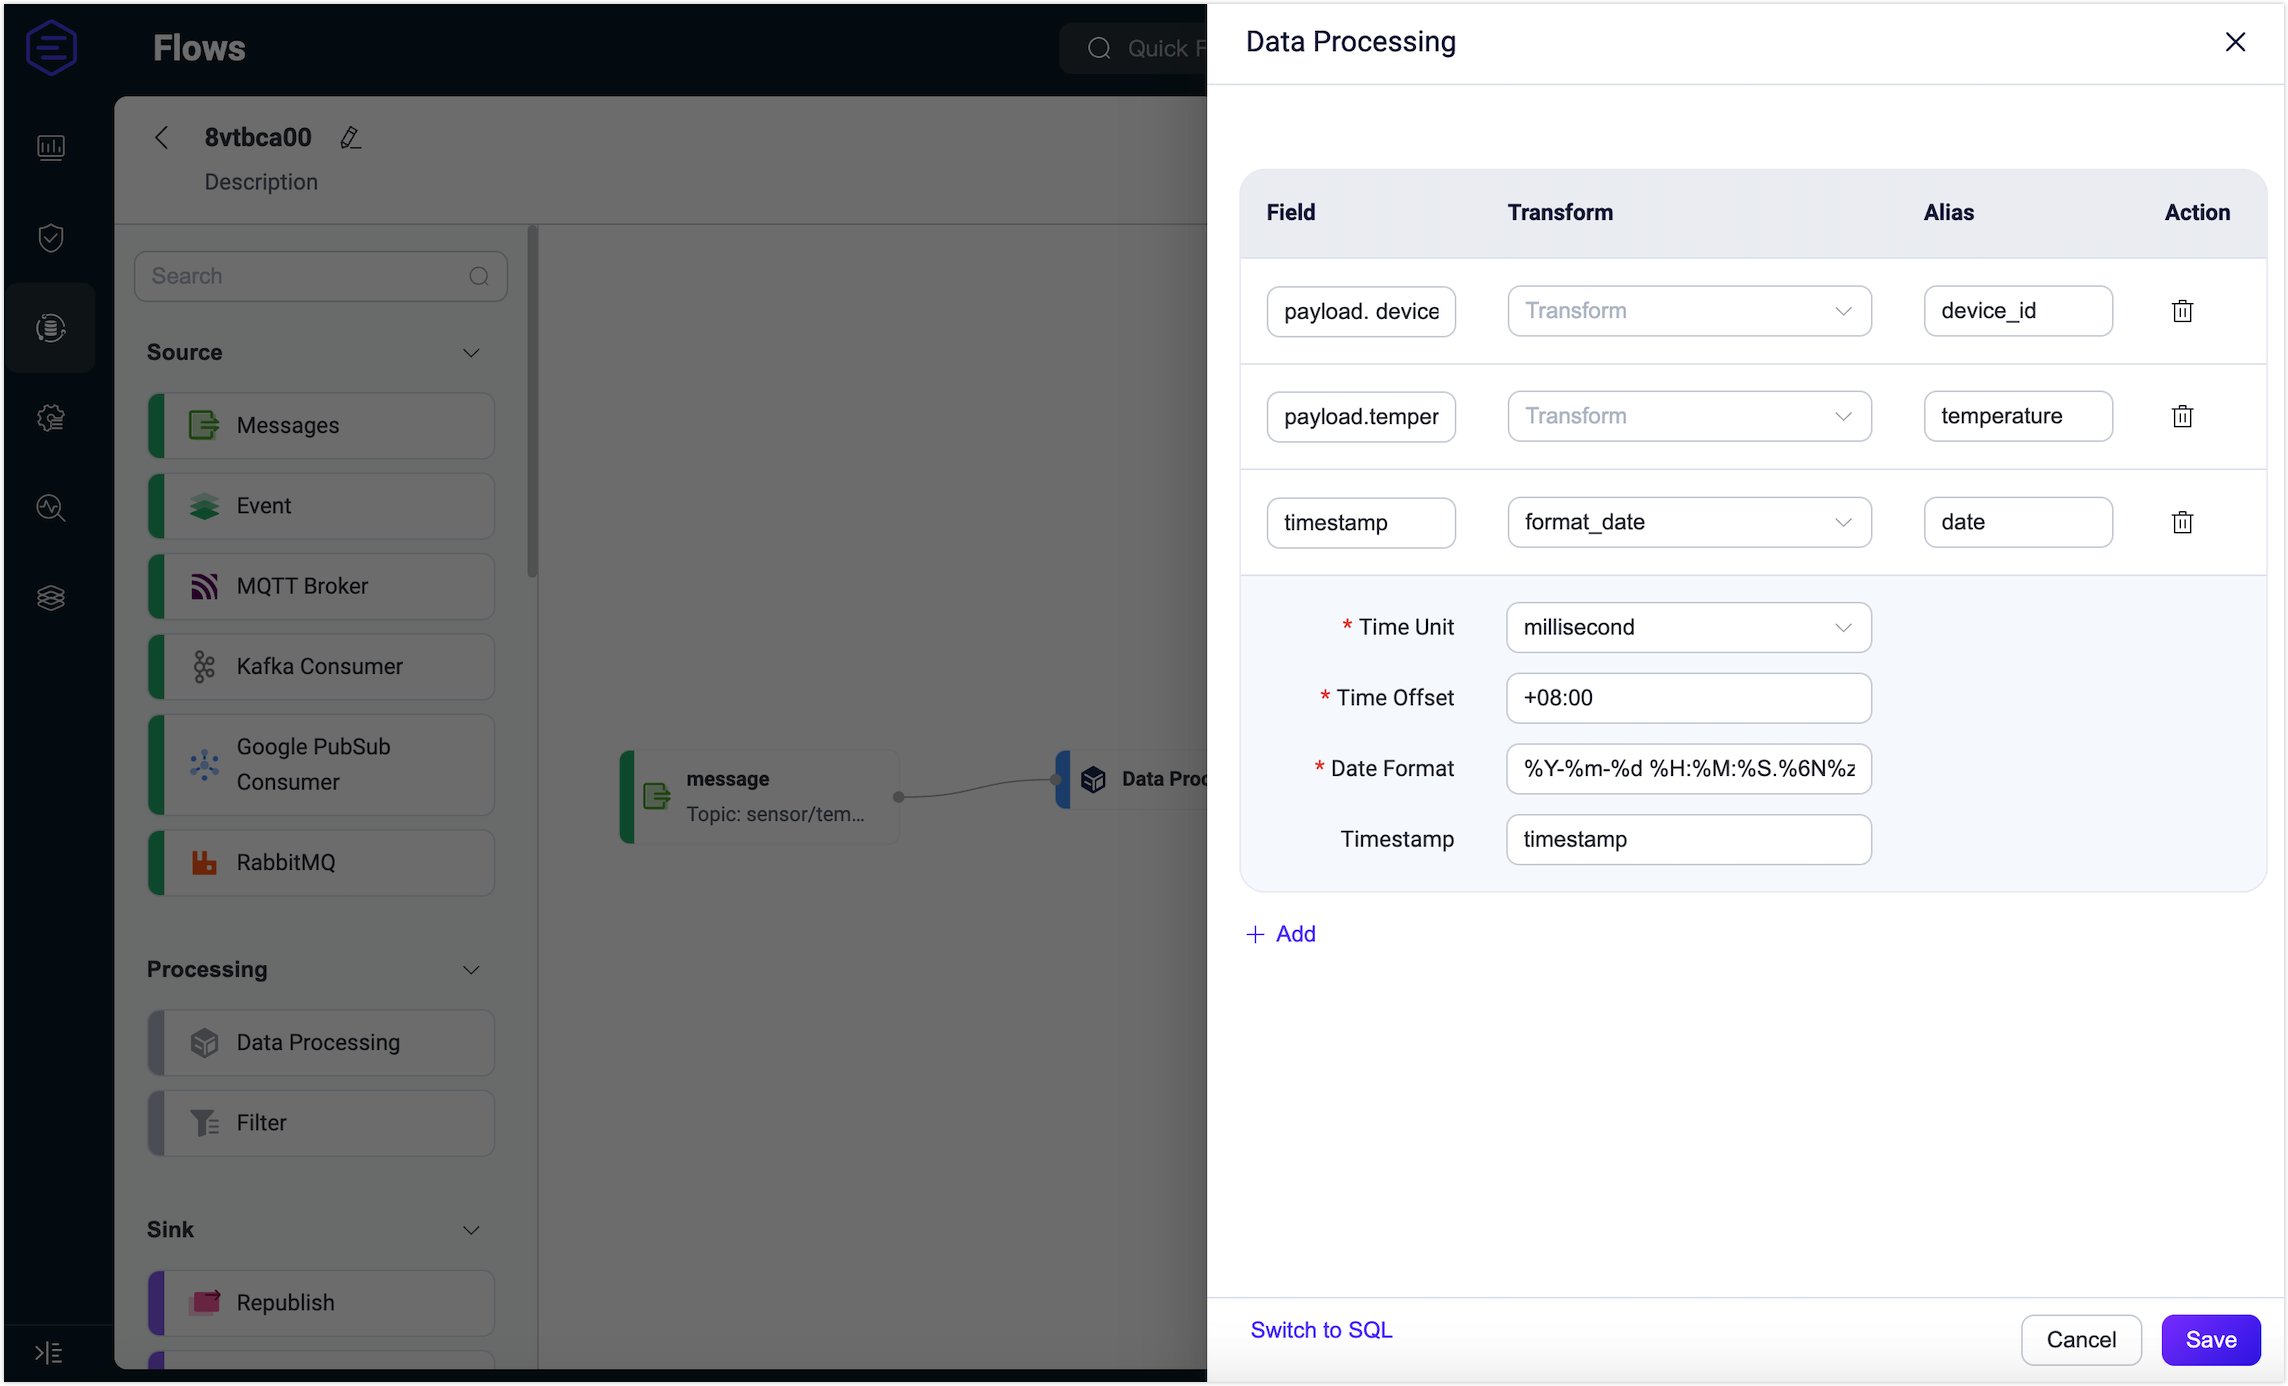 Flows
Quick F
8vtbca00
Description
Search
Source
Messages
Event
MQTT Broker
Kafka Consumer
Google PubSub
Consumer
RabbitMQ
Processing
Data Processing
Filter
Sink
Republish
message
Topic: sensor/tem...
Data Proc
Data Processing
Field Transform Alias Action
payload. device Transform device_id
payload.temper Transform temperature
timestamp format_date date
* Time Unit millisecond
* Time Offset +08:00
* Date Format %Y-%m-%d %H:%M:%S.%6N%z
Timestamp timestamp
+ Add
Switch to SQL
Cancel
Save